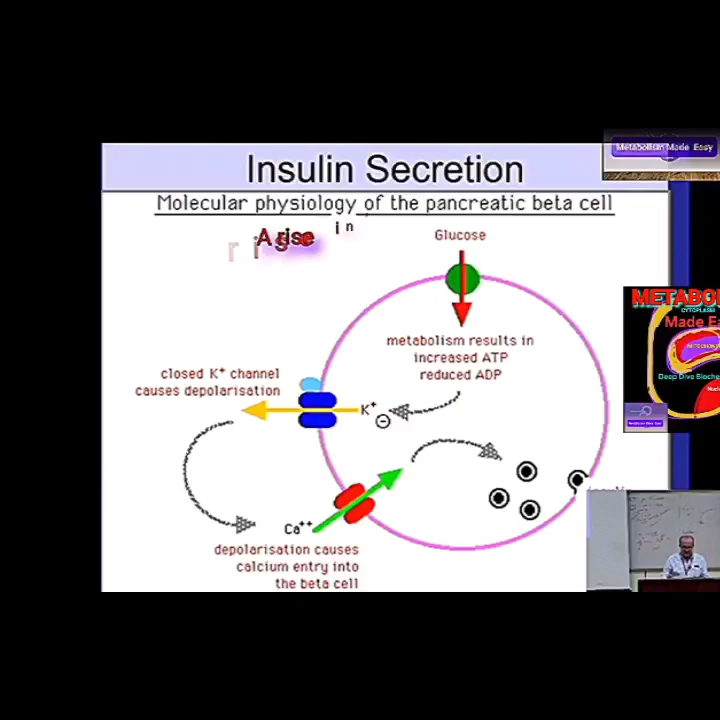 Insulin Secretion
Metabolism Made Easy
Molecular physiology of the pancreatic beta cell
A rise in
Glucose
metabolism results in
increased ATP
reduced ADP
closed K⁺ channel
causes depolarisation
K⁺
Ca⁺⁺
depolarisation causes
calcium entry into
the beta cell
CYTOPLASM
Made Ea
Deep Dive Bioche